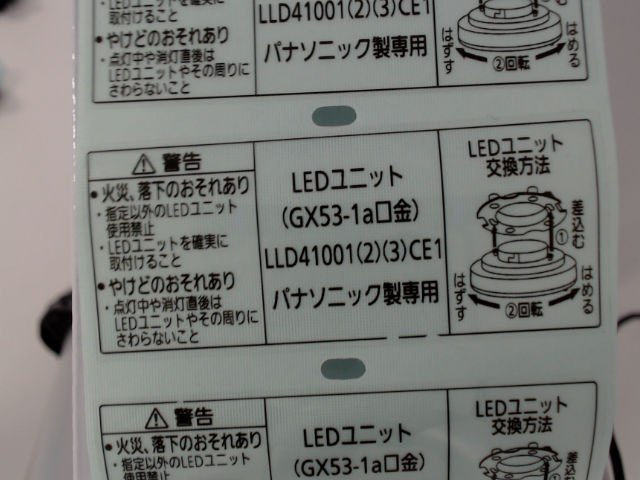 ・LEDユニットを確実に
取付けること
●やけどのおそれあり
・点灯中や消灯直後は
LEDユニットやその周りに
さわらないこと
LLD41001(2)(3)CE1
パナソニック製専用
はずす
②回転
はめる
⚠警告
●火災、落下のおそれあり
・指定以外のLEDユニット
使用禁止
・LEDユニットを確実に
取付けること
●やけどのおそれあり
・点灯中や消灯直後は
LEDユニットやその周りに
さわらないこと
LEDユニット
(GX53-1a口金)
LLD41001(2)(3)CE1
パナソニック製専用
LEDユニット
交換方法
差込む
①
はずす
②回転
はめる
⚠警告
●火災、落下のおそれあり
・指定以外のLEDユニット
LEDユニット
(GX53-1a口金)
LEDユニット
交換方法